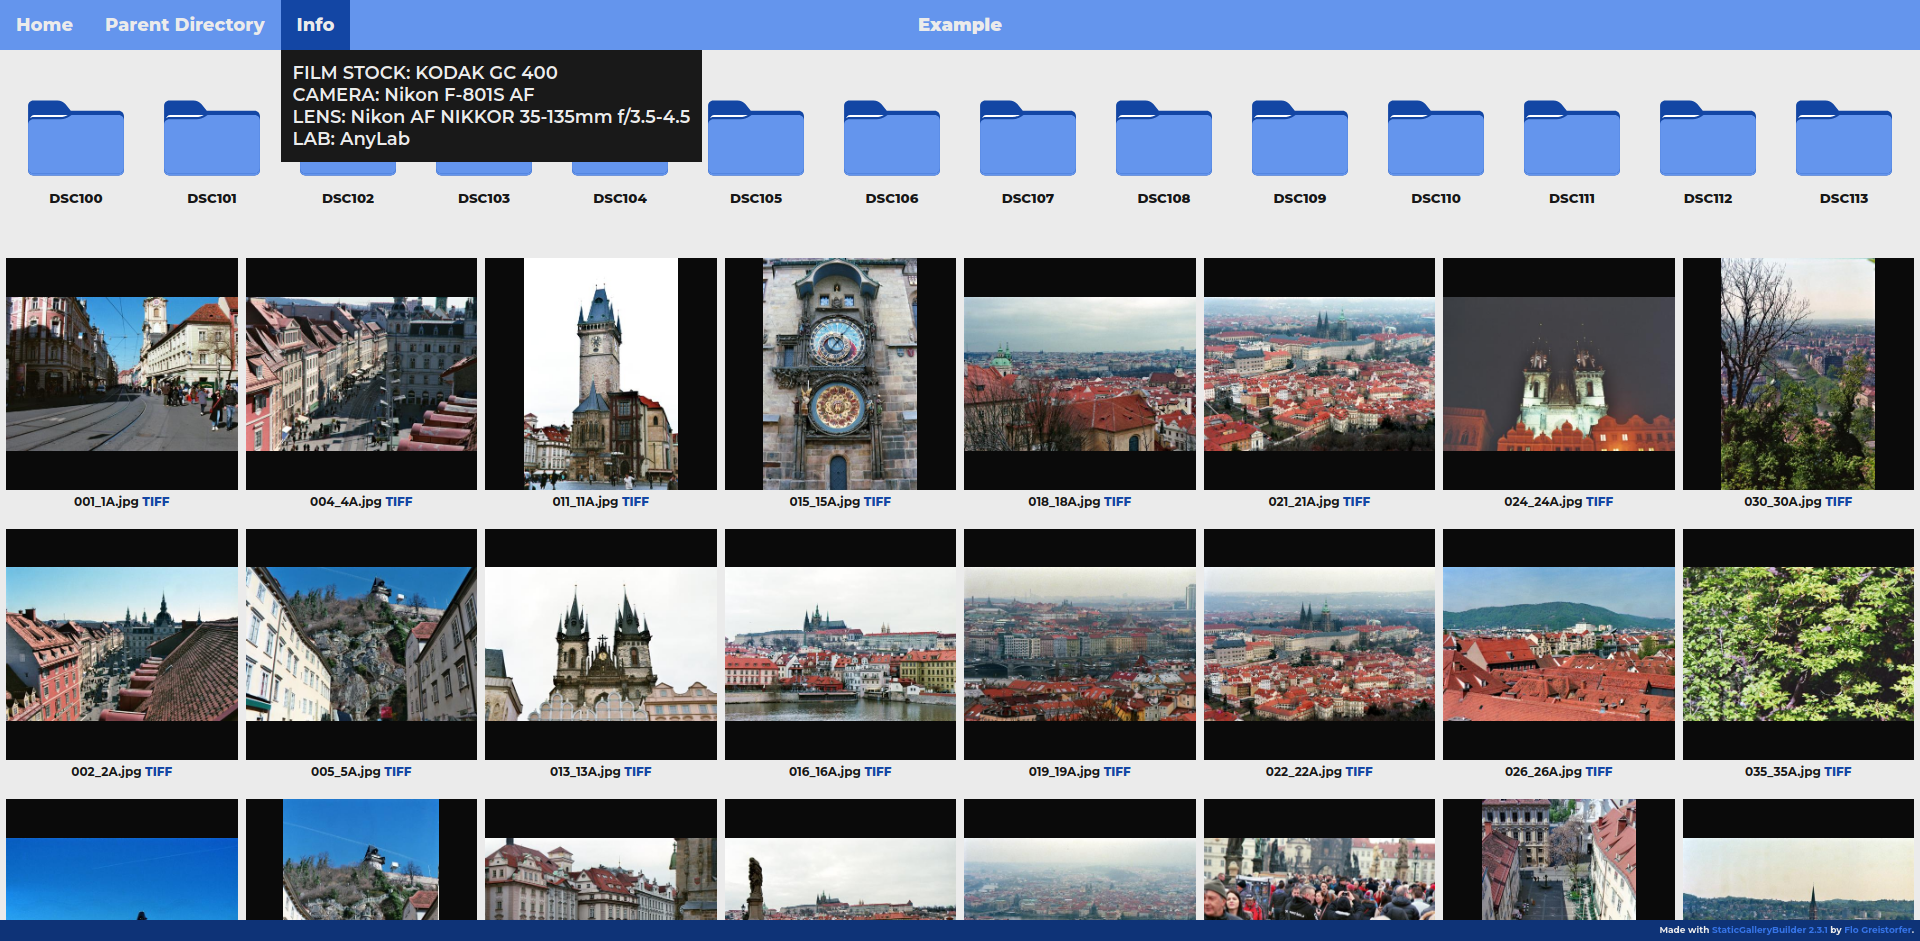 Home Parent Directory Info Example
FILM STOCK: KODAK GC 400
CAMERA: Nikon F-801S AF
LENS: Nikon AF NIKKOR 35-135mm f/3.5-4.5
LAB: AnyLab
DSC100 DSC101 DSC102 DSC103 DSC104 DSC105 DSC106 DSC107 DSC108 DSC109 DSC110 DSC111 DSC112 DSC113
001_1A.jpg TIFF 004_4A.jpg TIFF 011_11A.jpg TIFF 015_15A.jpg TIFF 018_18A.jpg TIFF 021_21A.jpg TIFF 024_24A.jpg TIFF 030_30A.jpg TIFF
002_2A.jpg TIFF 005_5A.jpg TIFF 013_13A.jpg TIFF 016_16A.jpg TIFF 019_19A.jpg TIFF 022_22A.jpg TIFF 026_26A.jpg TIFF 035_35A.jpg TIFF
Made with StaticGalleryBuilder 2.3.1 by Flo Greistorfer.